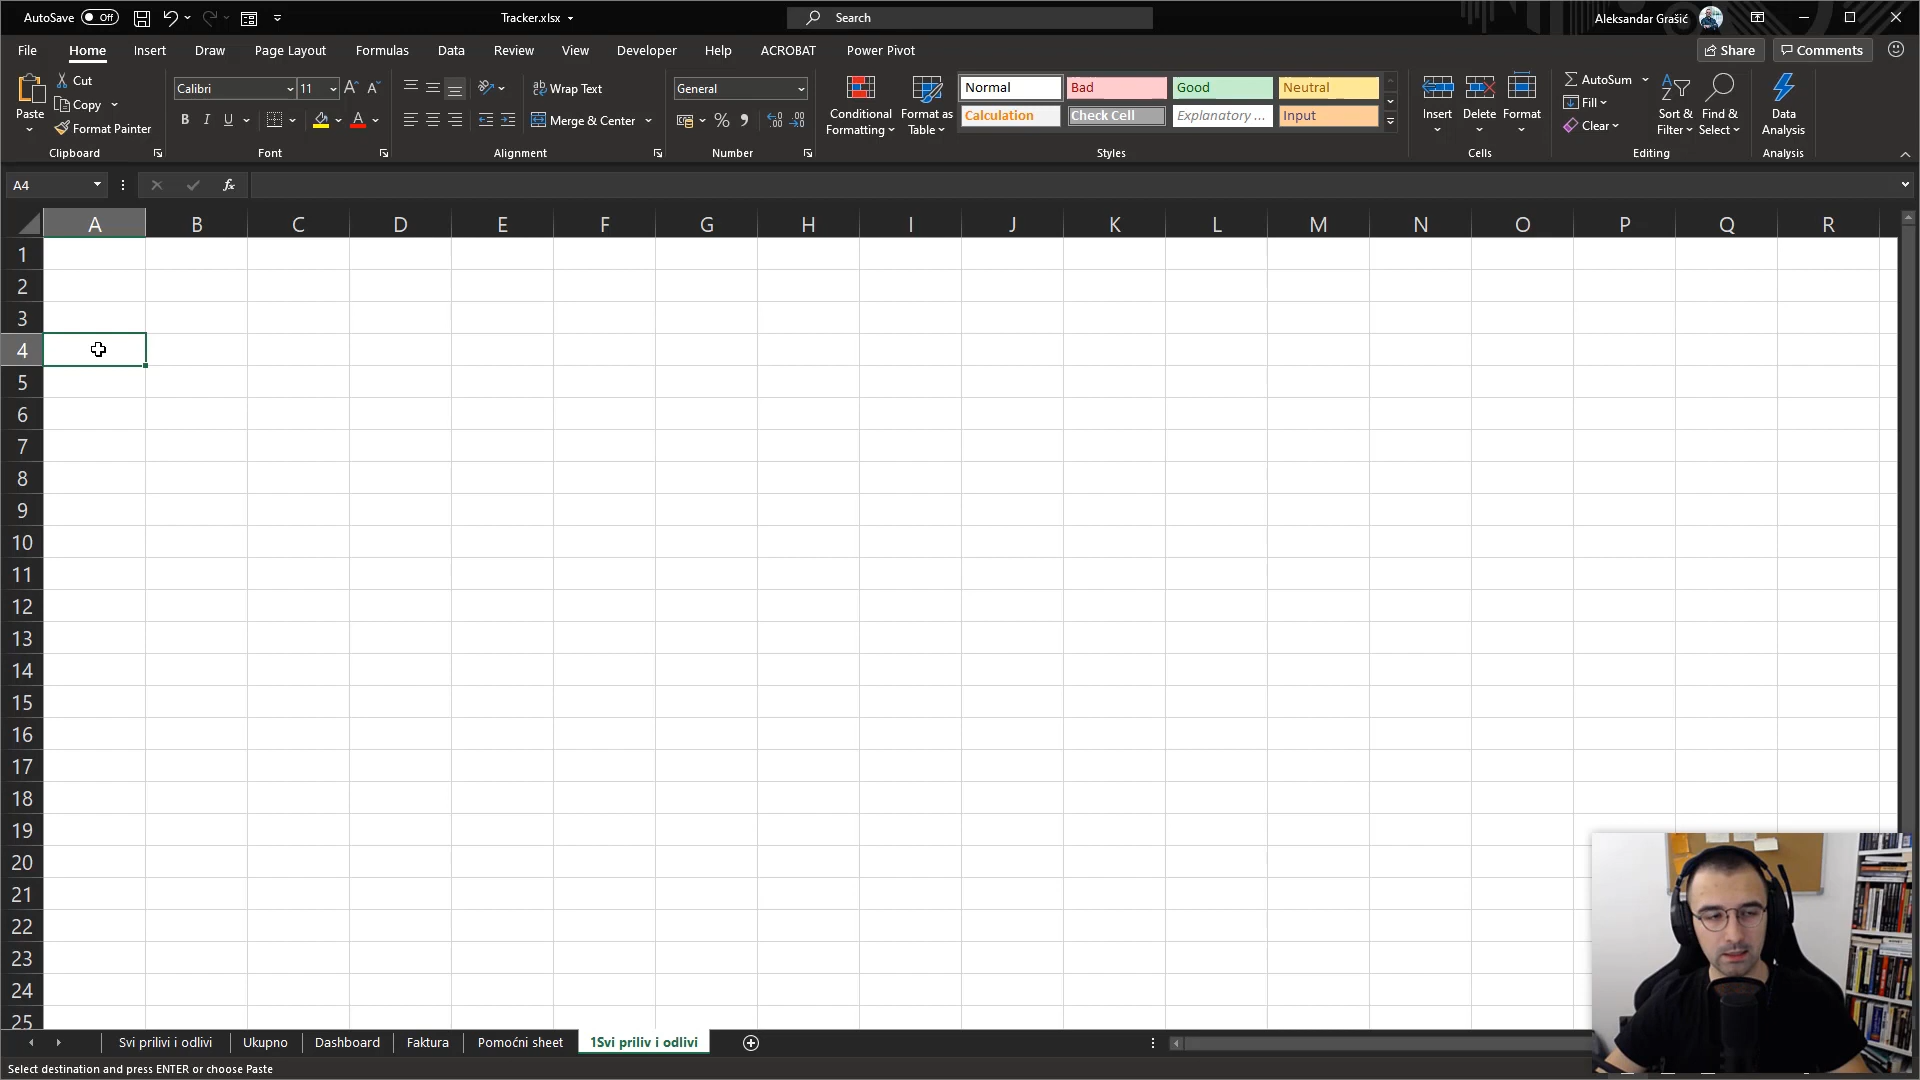 AutoSave Off Tracker.xlsx Search Aleksandar Grašić
File Home Insert Draw Page Layout Formulas Data Review View Developer Help ACROBAT Power Pivot Share Comments
Paste Cut Copy Format Painter Clipboard
Calibri 11 B I U A Font
Wrap Text Merge & Center Alignment
General % Number
Conditional Formatting Format as Table
Normal Bad Good Neutral
Calculation Check Cell Explanatory ... Input
Styles
Insert Delete Format Cells
AutoSum Fill Clear Sort & Filter Find & Select Editing
Data Analysis Analysis
A4 fx
A B C D E F G H I J K L M N O P Q R
1
2
3
4
5
6
7
8
9
10
11
12
13
14
15
16
17
18
19
20
21
22
23
24
25
Svi prilivi i odlivi Ukupno Dashboard Faktura Pomoćni sheet 1Svi priliv i odlivi
Select destination and press ENTER or choose Paste